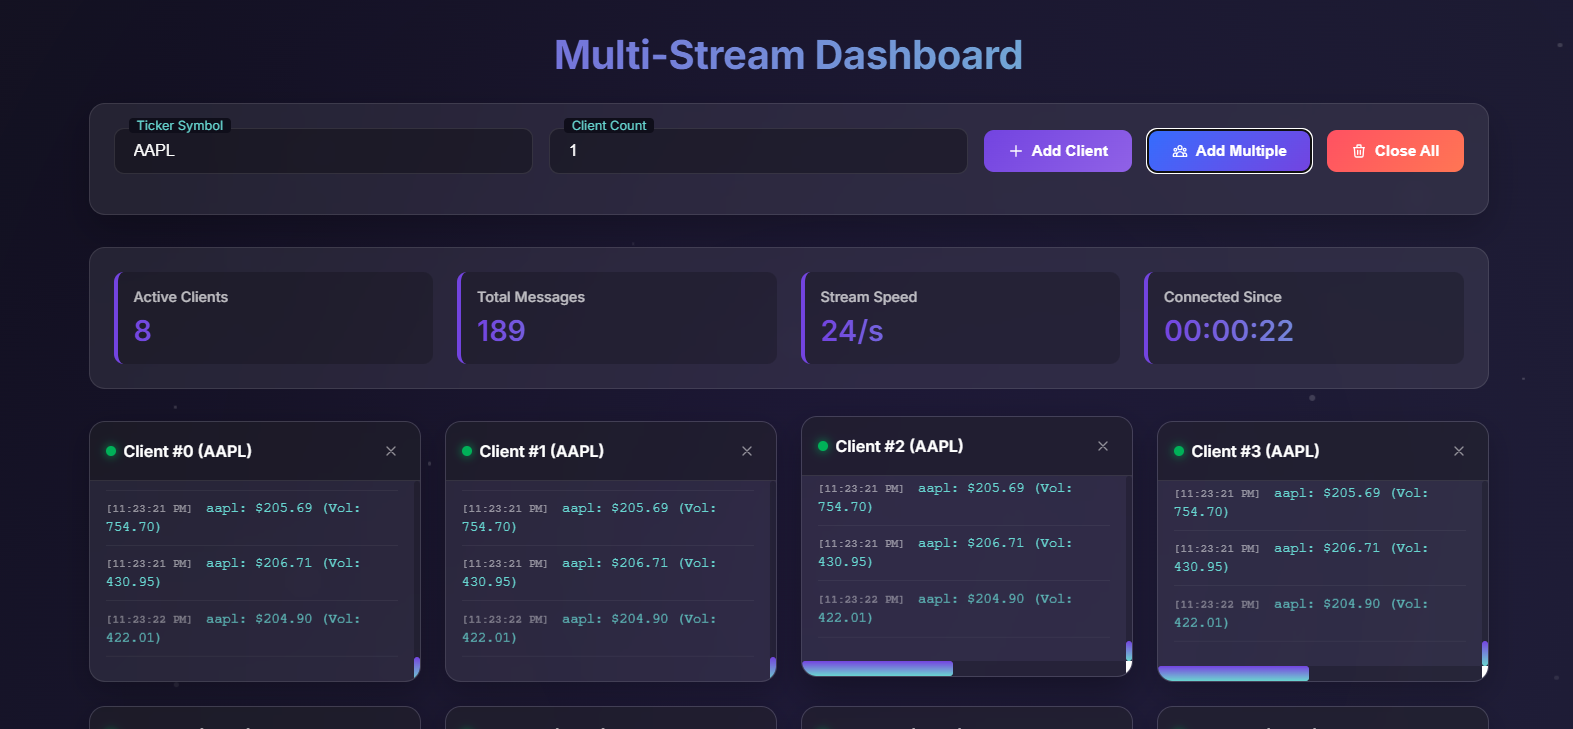 Multi-Stream Dashboard
Ticker Symbol
AAPL
Client Count
1
Add Client
Add Multiple
Close All
Active Clients
8
Total Messages
189
Stream Speed
24/s
Connected Since
00:00:22
Client #0 (AAPL)
[11:23:21 PM] aapl: $205.69 (Vol:
754.70)
[11:23:21 PM] aapl: $206.71 (Vol:
430.95)
[11:23:22 PM] aapl: $204.90 (Vol:
422.01)
Client #1 (AAPL)
[11:23:21 PM] aapl: $205.69 (Vol:
754.70)
[11:23:21 PM] aapl: $206.71 (Vol:
430.95)
[11:23:22 PM] aapl: $204.90 (Vol:
422.01)
Client #2 (AAPL)
[11:23:21 PM] aapl: $205.69 (Vol:
754.70)
[11:23:21 PM] aapl: $206.71 (Vol:
430.95)
[11:23:22 PM] aapl: $204.90 (Vol:
422.01)
Client #3 (AAPL)
[11:23:21 PM] aapl: $205.69 (Vol:
754.70)
[11:23:21 PM] aapl: $206.71 (Vol:
430.95)
[11:23:22 PM] aapl: $204.90 (Vol:
422.01)